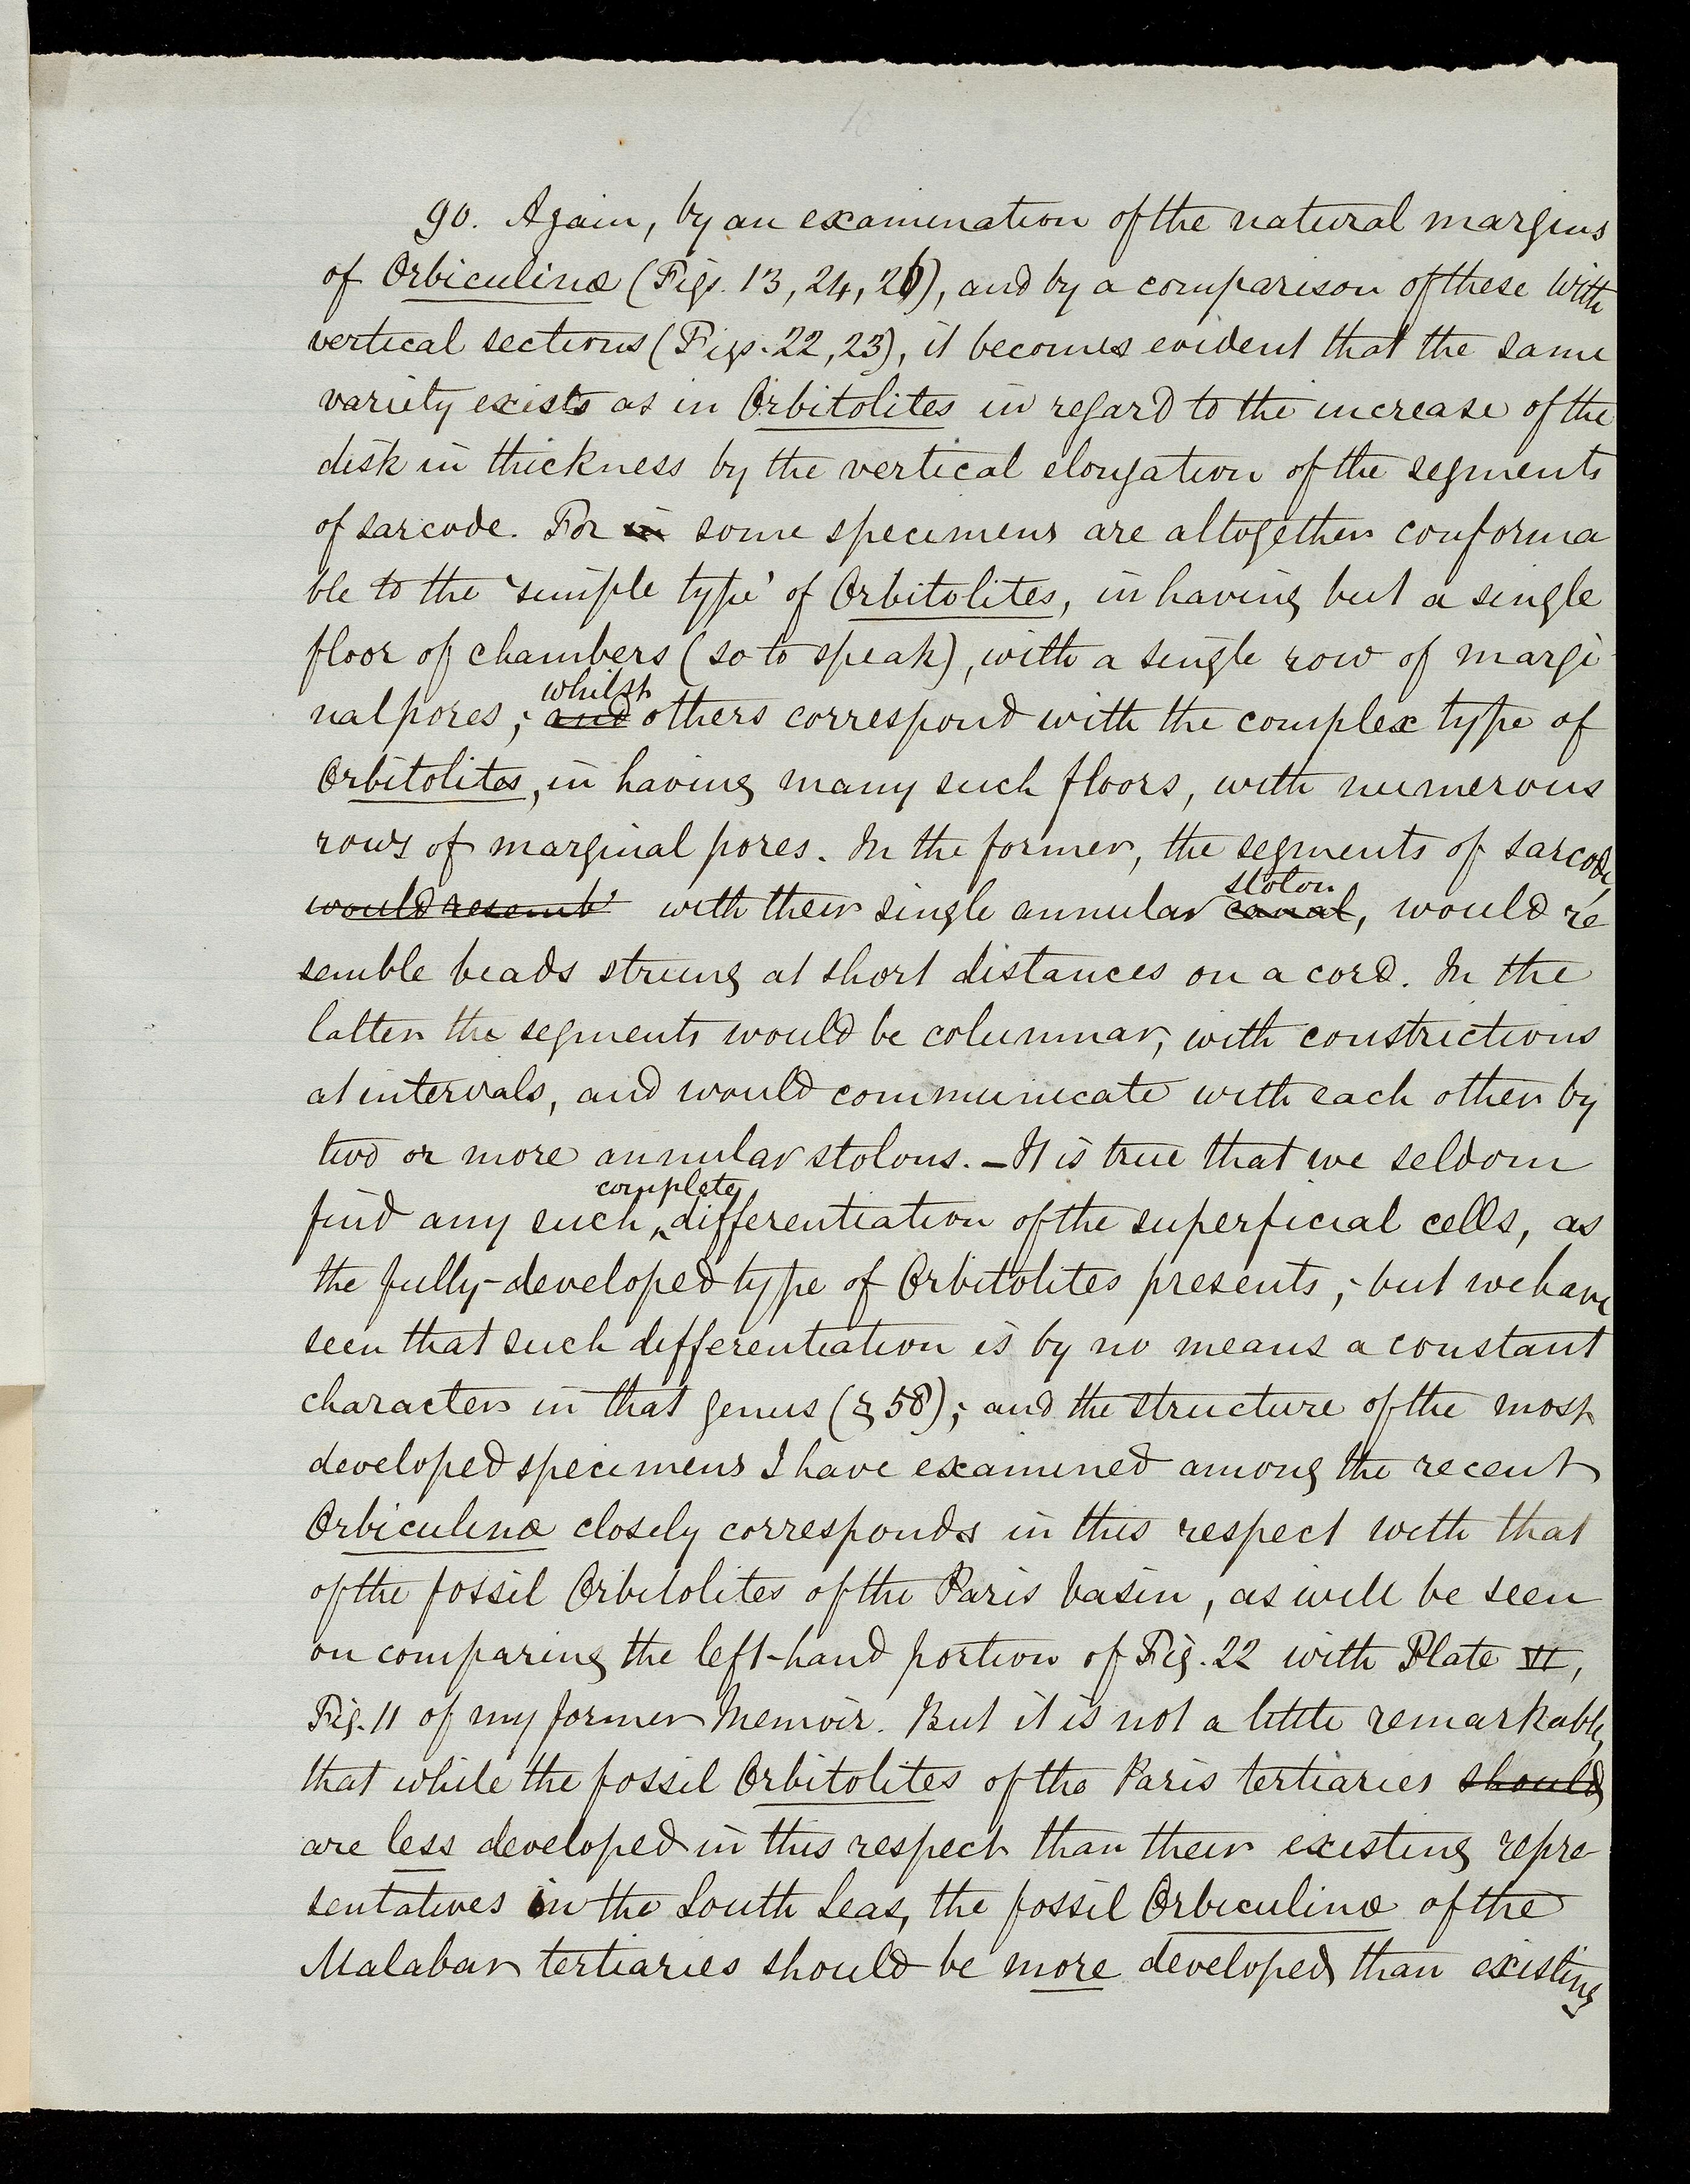 90. Again, by an examination of the natural margins
of Orbiculinæ (Figs. 13, 24, 26), and by a comparison of these with
vertical sections (Figs. 22, 23), it becomes evident that the same
variety exists as in Orbitolites in regard to the increase of the
disk in thickness by the vertical elongation of the segments
of sarcode. For in some specimens are altogether conforma
ble to the 'simple type' of Orbitolites, in having but a single
floor of chambers (so to speak), with a single row of margi
whilst
nal pores; and others correspond with the complex type of
Orbitolites, in having many such floors, with numerous
rows of marginal pores. In the former, the segments of sarcode,
stolon
would resemb with their single annular canal, would re
semble beads strung at short distances on a cord. In the
latter the segments would be columnar, with constrictions
at intervals, and would communicate with each other by
two or more annular stolons. — It is true that we seldom
complete
find any such differentiation of the superficial cells, as
the fully-developed type of Orbitolites presents; but we have
seen that such differentiation is by no means a constant
character in that genus (§ 58); and the structure of the most
developed specimens I have examined among the recent
Orbiculinæ closely corresponds in this respect with that
of the fossil Orbitolites of the Paris basin, as will be seen
on comparing the left-hand portion of Fig. 22 with Plate VI,
Fig. 11 of my former Memoir. But it is not a little remarkable,
that while the fossil Orbitolites of the Paris tertiaries should
are less developed in this respect than their existing repre-
sentatives in the South Seas, the fossil Orbiculinæ of the
Malabar tertiaries should be more developed than existing